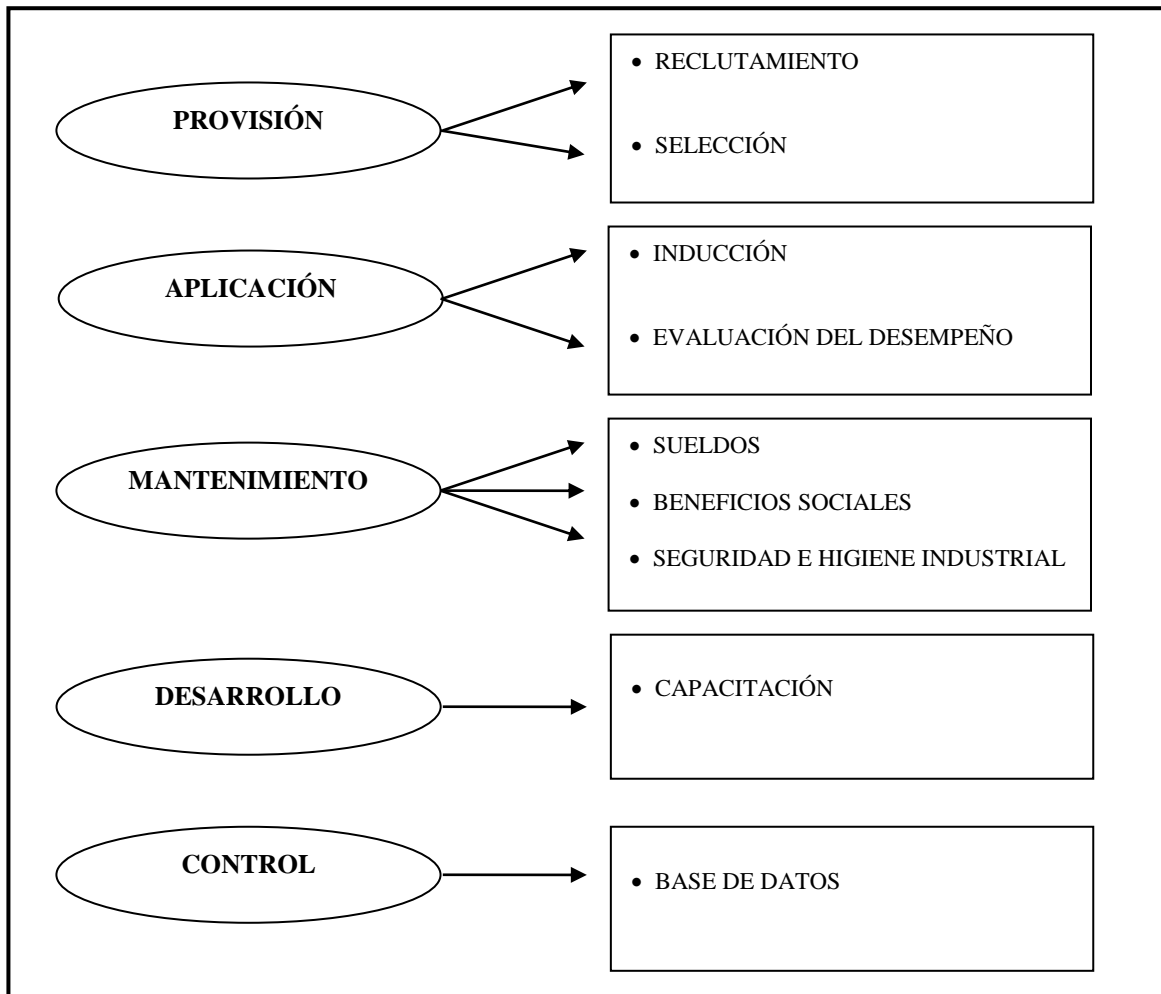 PROVISIÓN
• RECLUTAMIENTO
• SELECCIÓN
APLICACIÓN
• INDUCCIÓN
• EVALUACIÓN DEL DESEMPEÑO
MANTENIMIENTO
• SUELDOS
• BENEFICIOS SOCIALES
• SEGURIDAD E HIGIENE INDUSTRIAL
DESARROLLO
• CAPACITACIÓN
CONTROL
• BASE DE DATOS